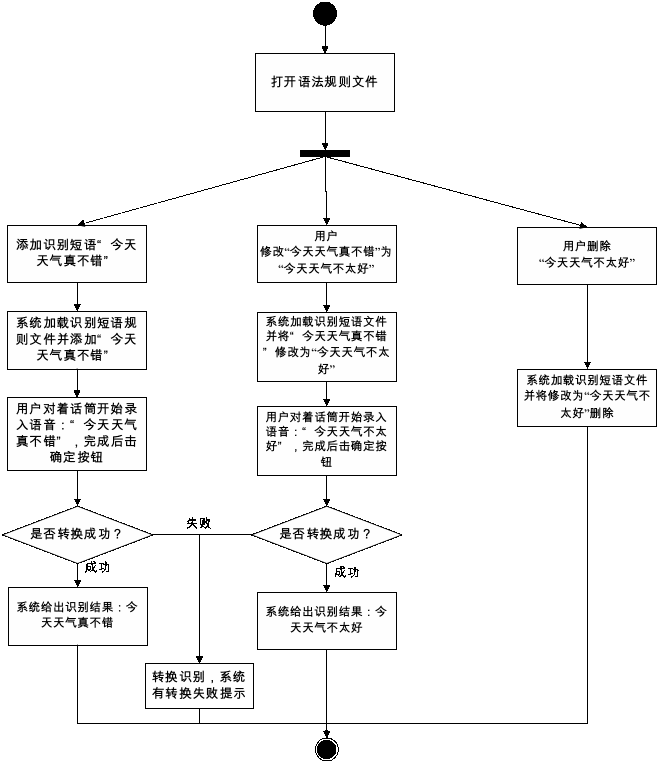 打开语法规则文件
添加识别短语“ 今天
天气真不错”
用户
修改“今天天气真不错”为
“今天天气不太好”
用户删除
“今天天气不太好”
系统加载识别短语规
则文件并添加“ 今天
天气真不错”
系统加载识别短语文件
并将“ 今天天气真不错
” 修改为“今天天气不太
好”
系统加载识别短语文件
并将修改为“今天天气不
太好”删除
用户对着话筒开始录
入语音：“ 今天天气
真不错” ，完成后击
确定按钮
用户对着话筒开始录入
语音：“ 今天天气不太
好” ，完成后击确定按
钮
是否转换成功？
失败
是否转换成功？
成功
成功
系统给出识别结果：今
天天气真不错
系统给出识别结果：今
天天气不太好
转换识别，系统
有转换失败提示